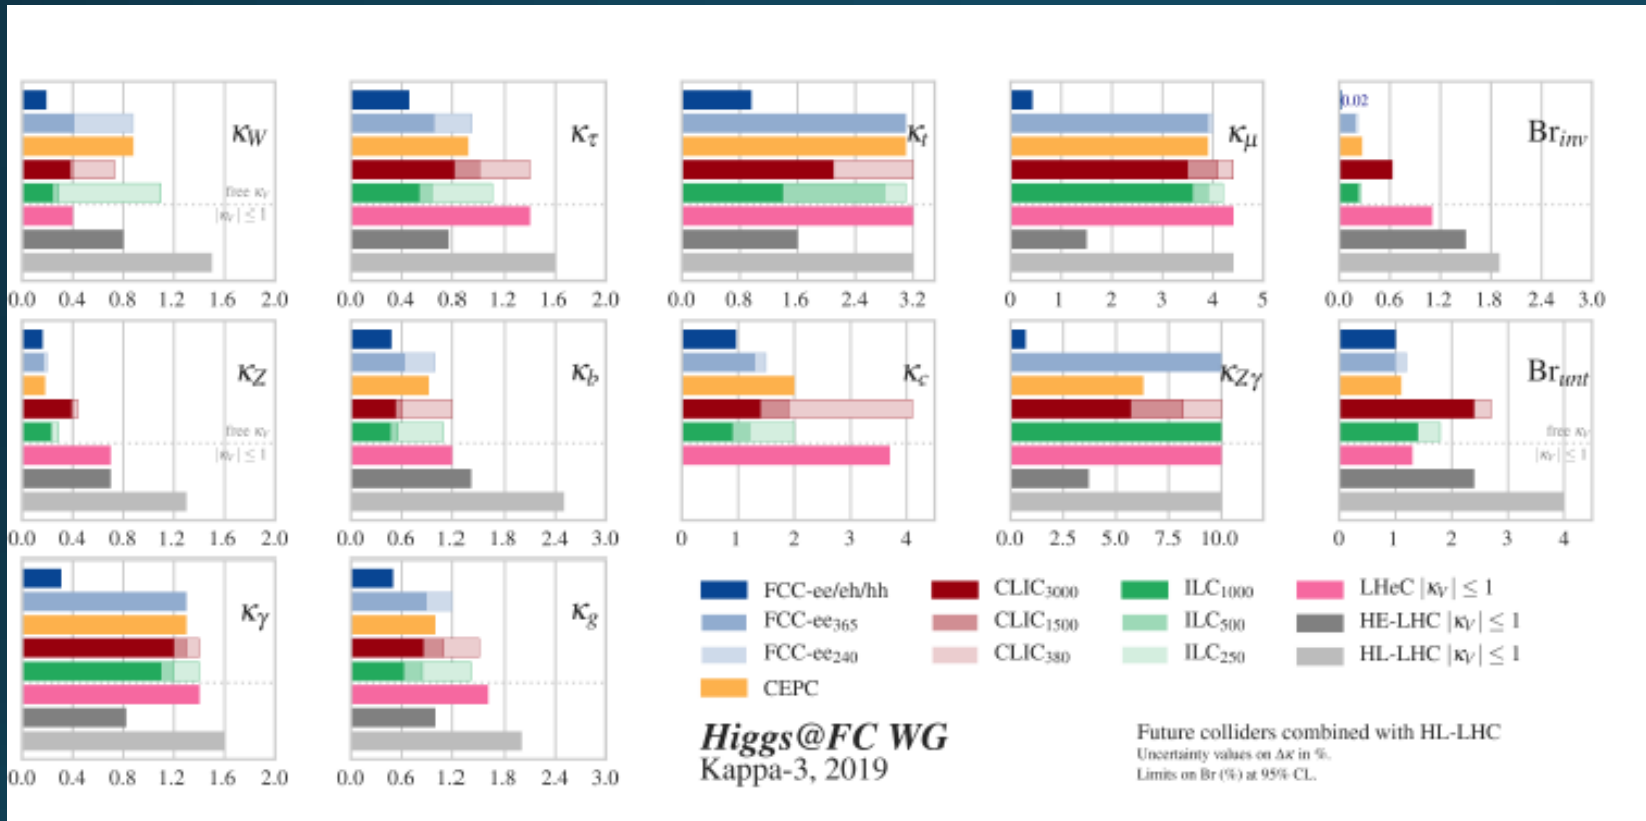 κW
free κV
|κV| ≤ 1
0.0 0.4 0.8 1.2 1.6 2.0
κτ
0.0 0.4 0.8 1.2 1.6 2.0
κt
0.0 0.8 1.6 2.4 3.2
κμ
0 1 2 3 4 5
0.02
Brinv
0.0 0.6 1.2 1.8 2.4 3.0
κZ
free κV
|κV| ≤ 1
0.0 0.4 0.8 1.2 1.6 2.0
κb
0.0 0.6 1.2 1.8 2.4 3.0
κc
0 1 2 3 4
κZγ
0.0 2.5 5.0 7.5 10.0
Brunt
free κV
|κV| ≤ 1
0 1 2 3 4
κγ
0.0 0.4 0.8 1.2 1.6 2.0
κg
0.0 0.6 1.2 1.8 2.4 3.0
FCC-ee/eh/hh
FCC-ee365
FCC-ee240
CEPC
CLIC3000
CLIC1500
CLIC380
ILC1000
ILC500
ILC250
LHeC |κV| ≤ 1
HE-LHC |κV| ≤ 1
HL-LHC |κV| ≤ 1
Higgs@FC WG
Kappa-3, 2019
Future colliders combined with HL-LHC
Uncertainty values on Δκ in %.
Limits on Br (%) at 95% CL.